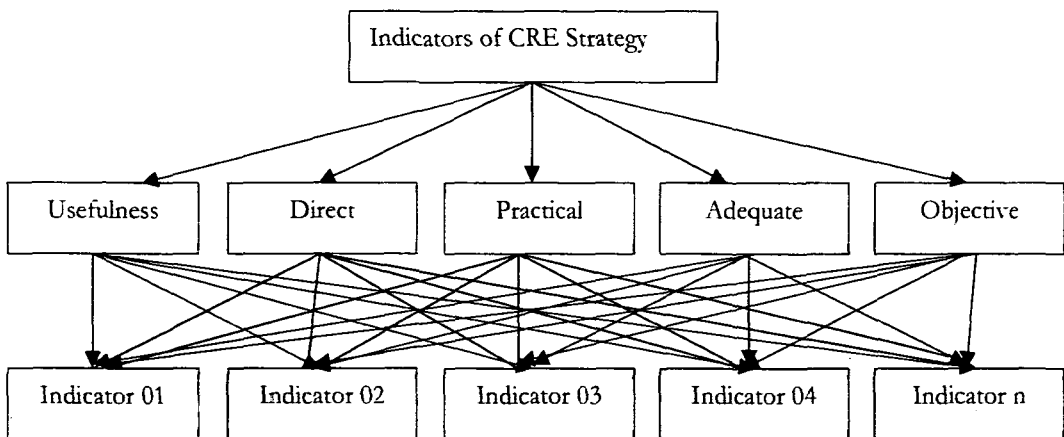 Indicators of CRE Strategy
Usefulness
Direct
Practical
Adequate
Objective
Indicator 01
Indicator 02
Indicator 03
Indicator 04
Indicator n